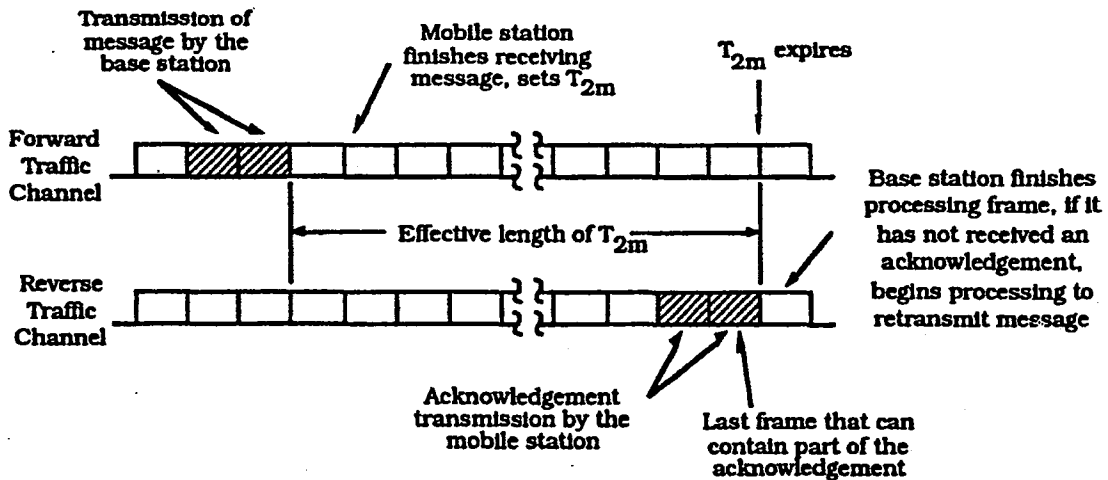 Transmission of
message by the
base station
Mobile station
finishes receiving
message, sets T2m
T2m expires
Forward
Traffic
Channel
Base station finishes
processing frame, if it
has not received an
acknowledgement,
begins processing to
retransmit message
Effective length of T2m
Reverse
Traffic
Channel
Acknowledgement
transmission by the
mobile station
Last frame that can
contain part of the
acknowledgement